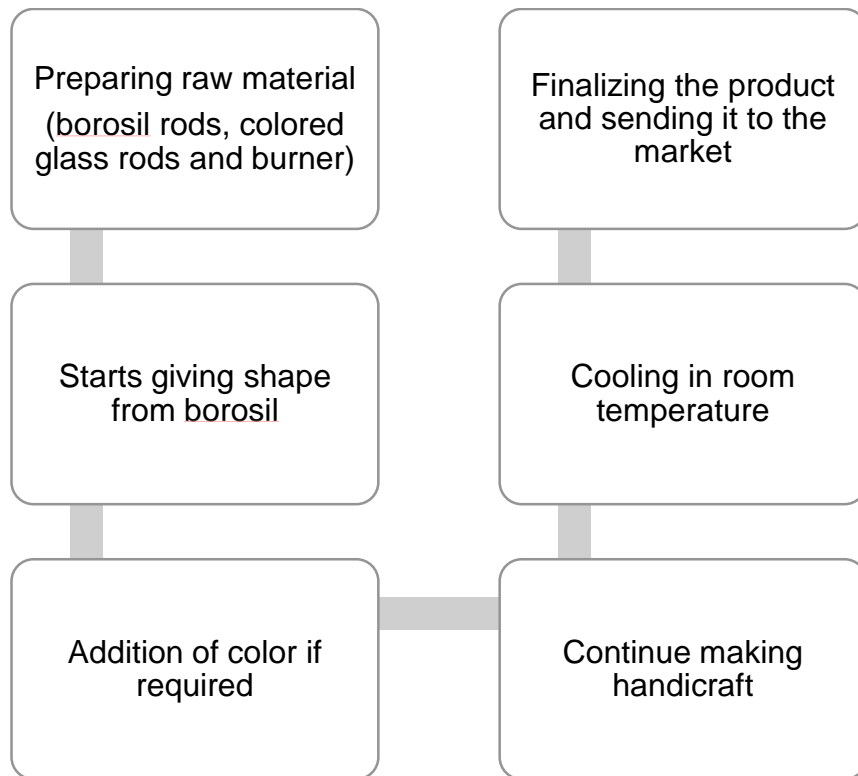 Preparing raw material
(borosil rods, colored
glass rods and burner)
Starts giving shape
from borosil
Addition of color if
required
Continue making
handicraft
Cooling in room
temperature
Finalizing the product
and sending it to the
market